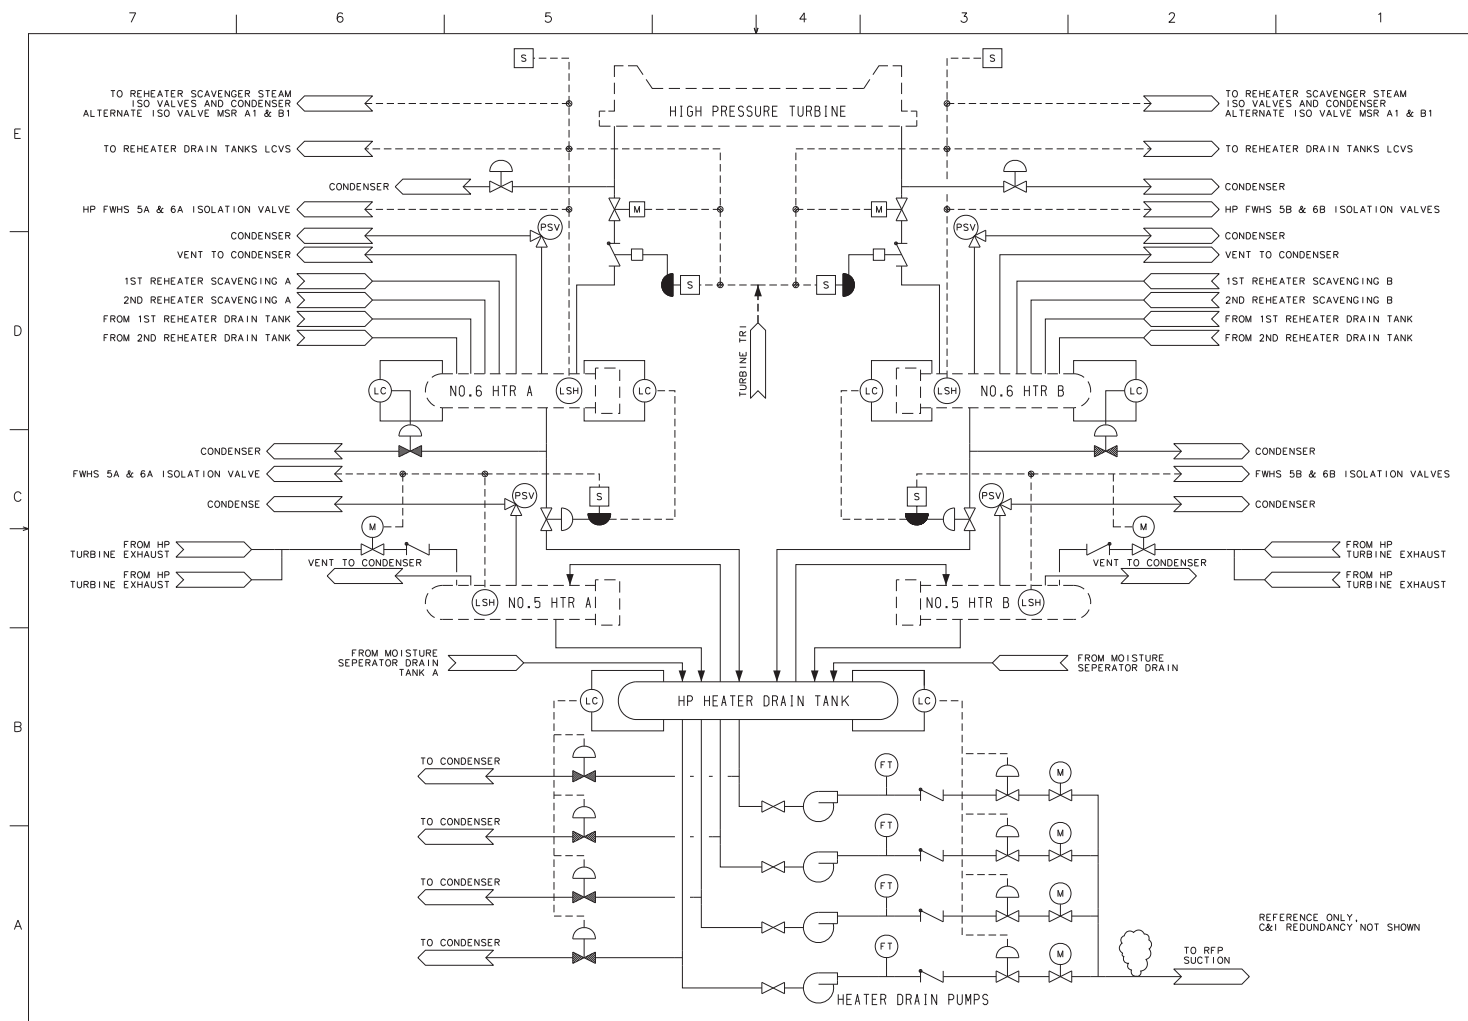 7 6 5 4 3 2 1
S S
TO REHEATER SCAVENGER STEAM
ISO VALVES AND CONDENSER
ALTERNATE ISO VALVE MSR A1 & B1
HIGH PRESSURE TURBINE
TO REHEATER SCAVENGER STEAM
ISO VALVES AND CONDENSER
ALTERNATE ISO VALVE MSR A1 & B1
E
TO REHEATER DRAIN TANKS LCVS
TO REHEATER DRAIN TANKS LCVS
CONDENSER
CONDENSER
HP FWHS 5A & 6A ISOLATION VALVE
M M
HP FWHS 5B & 6B ISOLATION VALVES
CONDENSER
PSV PSV
CONDENSER
VENT TO CONDENSER
VENT TO CONDENSER
1ST REHEATER SCAVENGING A
S S
1ST REHEATER SCAVENGING B
2ND REHEATER SCAVENGING A
2ND REHEATER SCAVENGING B
D
FROM 1ST REHEATER DRAIN TANK
FROM 1ST REHEATER DRAIN TANK
FROM 2ND REHEATER DRAIN TANK
FROM 2ND REHEATER DRAIN TANK
TURBINE TRI
LC NO.6 HTR A LSH LC
LC LSH NO.6 HTR B LC
CONDENSER
CONDENSER
FWHS 5A & 6A ISOLATION VALVE
FWHS 5B & 6B ISOLATION VALVES
C
CONDENSE
PSV S S PSV
CONDENSER
M M
FROM HP
TURBINE EXHAUST
FROM HP
TURBINE EXHAUST
VENT TO CONDENSER
VENT TO CONDENSER
FROM HP
TURBINE EXHAUST
FROM HP
TURBINE EXHAUST
LSH NO.5 HTR A
NO.5 HTR B LSH
FROM MOISTURE
SEPERATOR DRAIN
TANK A
FROM MOISTURE
SEPERATOR DRAIN
LC HP HEATER DRAIN TANK LC
B
TO CONDENSER
FT M
TO CONDENSER
FT M
TO CONDENSER
FT M
A
REFERENCE ONLY,
C&I REDUNDANCY NOT SHOWN
TO CONDENSER
FT M
TO RFP
SUCTION
HEATER DRAIN PUMPS